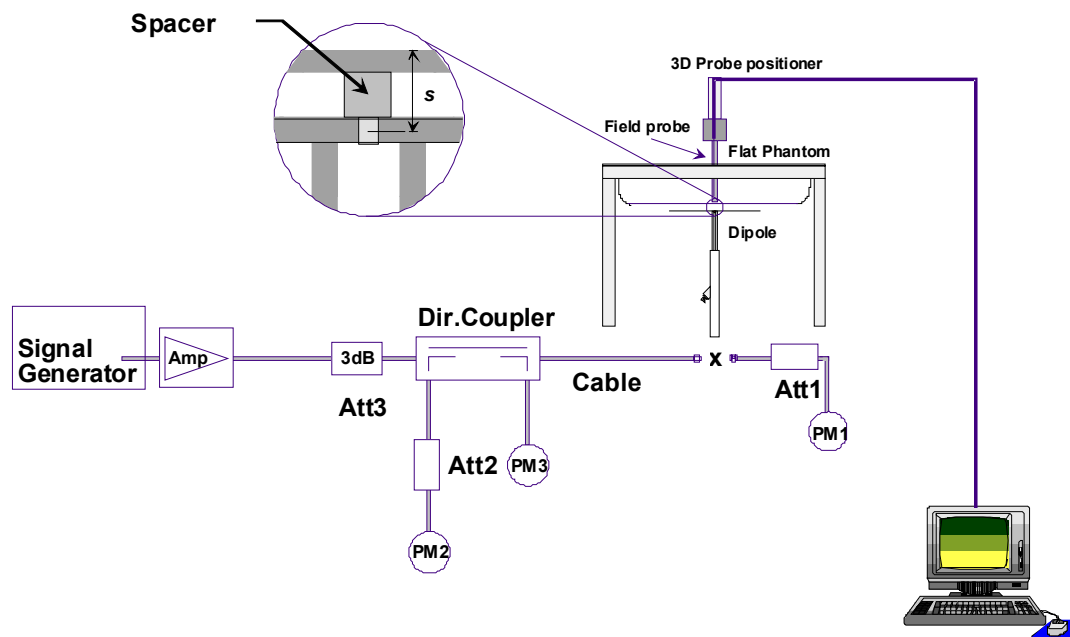 Spacer
s
3D Probe positioner
Field probe
Flat Phantom
Dipole
Dir.Coupler
Signal
Generator
Amp
3dB
Att3
Cable
x
Att1
PM1
Att2
PM3
PM2